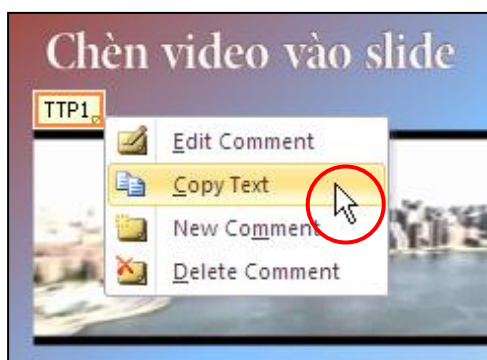 Chèn video vào slide
TTP1
Edit Comment
Copy Text
New Comment
Delete Comment